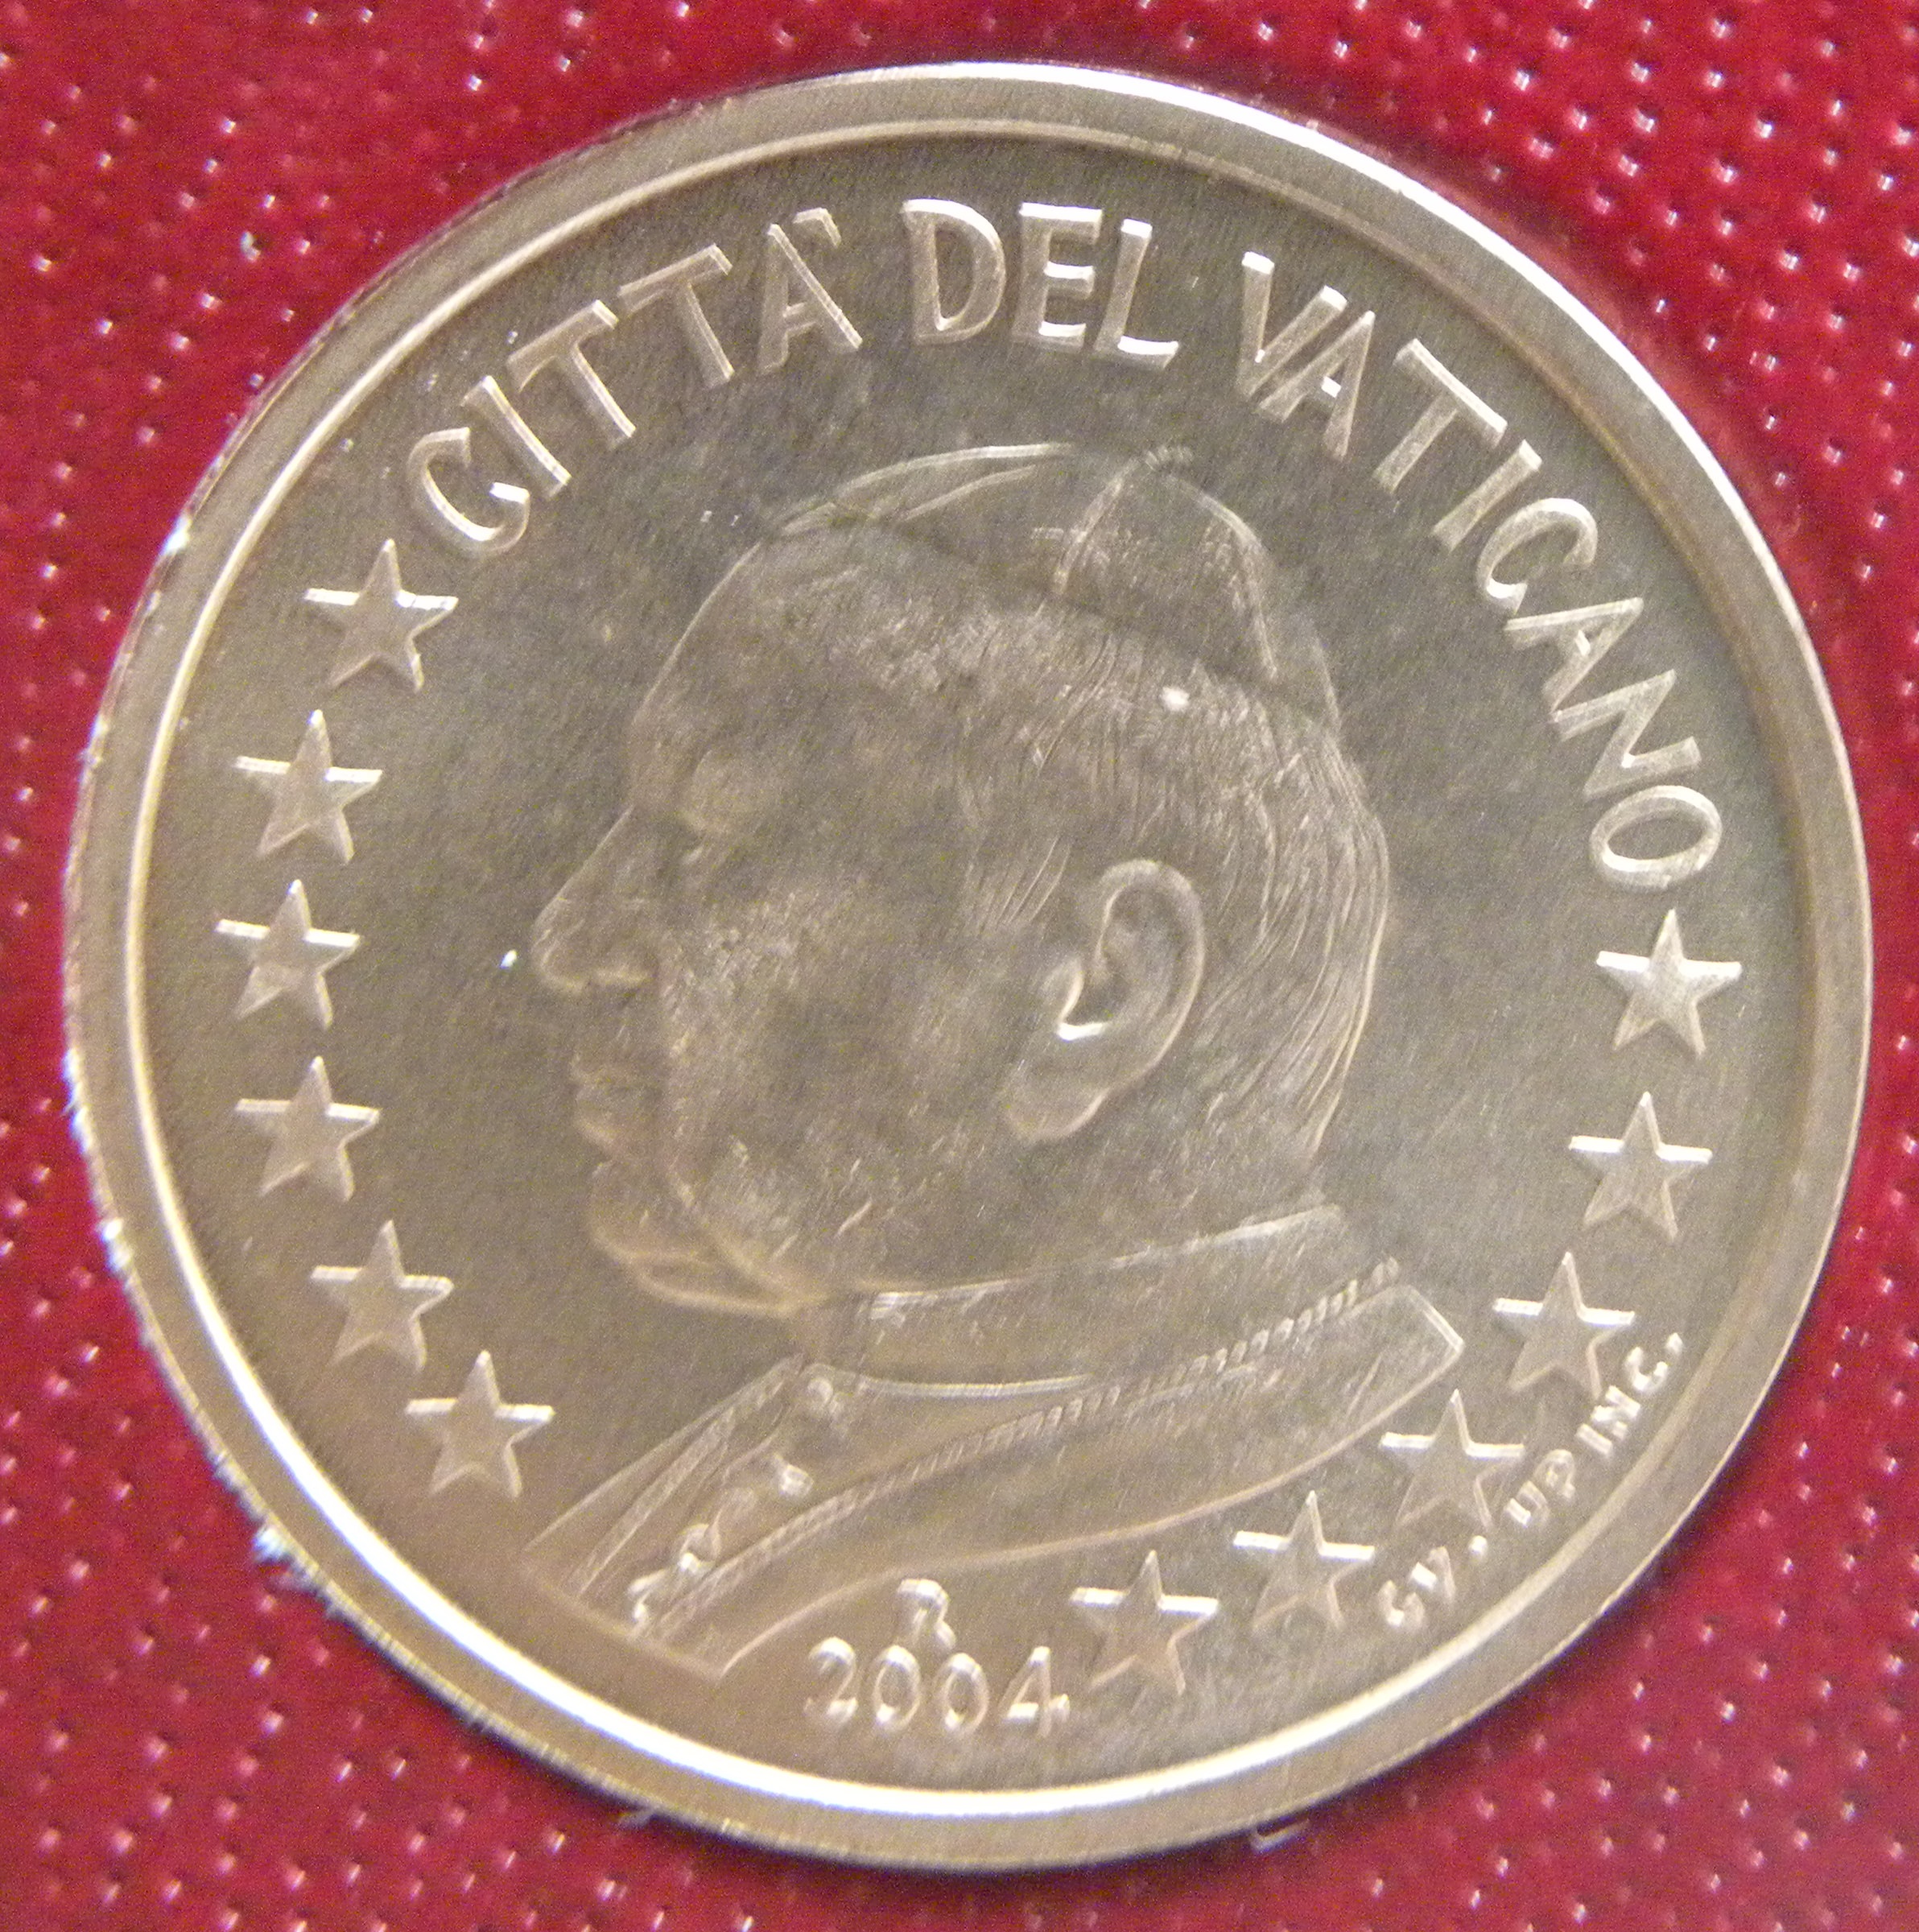 CITTA' DEL VATICANO
R
2004
GV. UP INC.